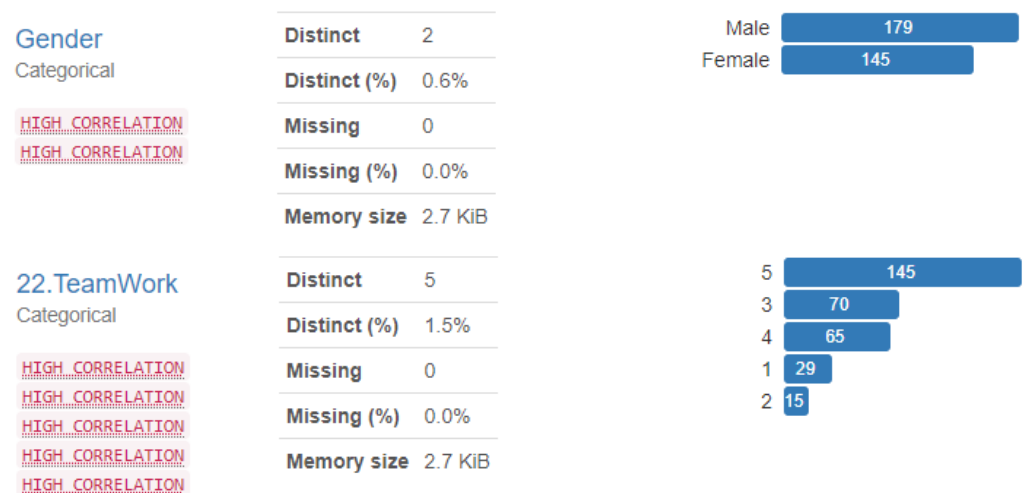 Gender
Categorical
HIGH CORRELATION
HIGH CORRELATION
Distinct 2
Distinct (%) 0.6%
Missing 0
Missing (%) 0.0%
Memory size 2.7 KiB
Male 179
Female 145
22.TeamWork
Categorical
HIGH CORRELATION
HIGH CORRELATION
HIGH CORRELATION
HIGH CORRELATION
HIGH CORRELATION
Distinct 5
Distinct (%) 1.5%
Missing 0
Missing (%) 0.0%
Memory size 2.7 KiB
5 145
3 70
4 65
1 29
2 15